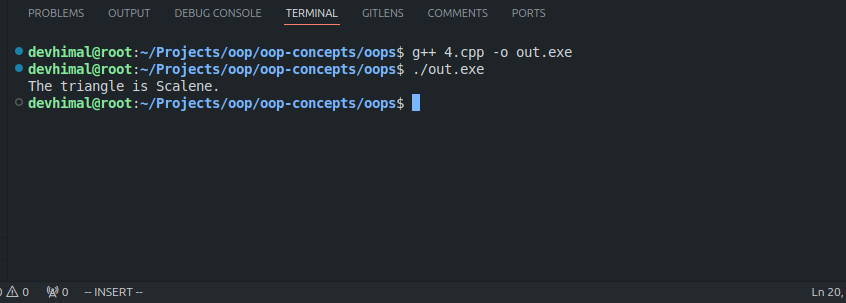 PROBLEMS OUTPUT DEBUG CONSOLE TERMINAL GITLENS COMMENTS PORTS
devhimal@root:~/Projects/oop/oop-concepts/oops$ g++ 4.cpp -o out.exe
devhimal@root:~/Projects/oop/oop-concepts/oops$ ./out.exe
The triangle is Scalene.
devhimal@root:~/Projects/oop/oop-concepts/oops$
0 0 0 -- INSERT -- Ln 20,